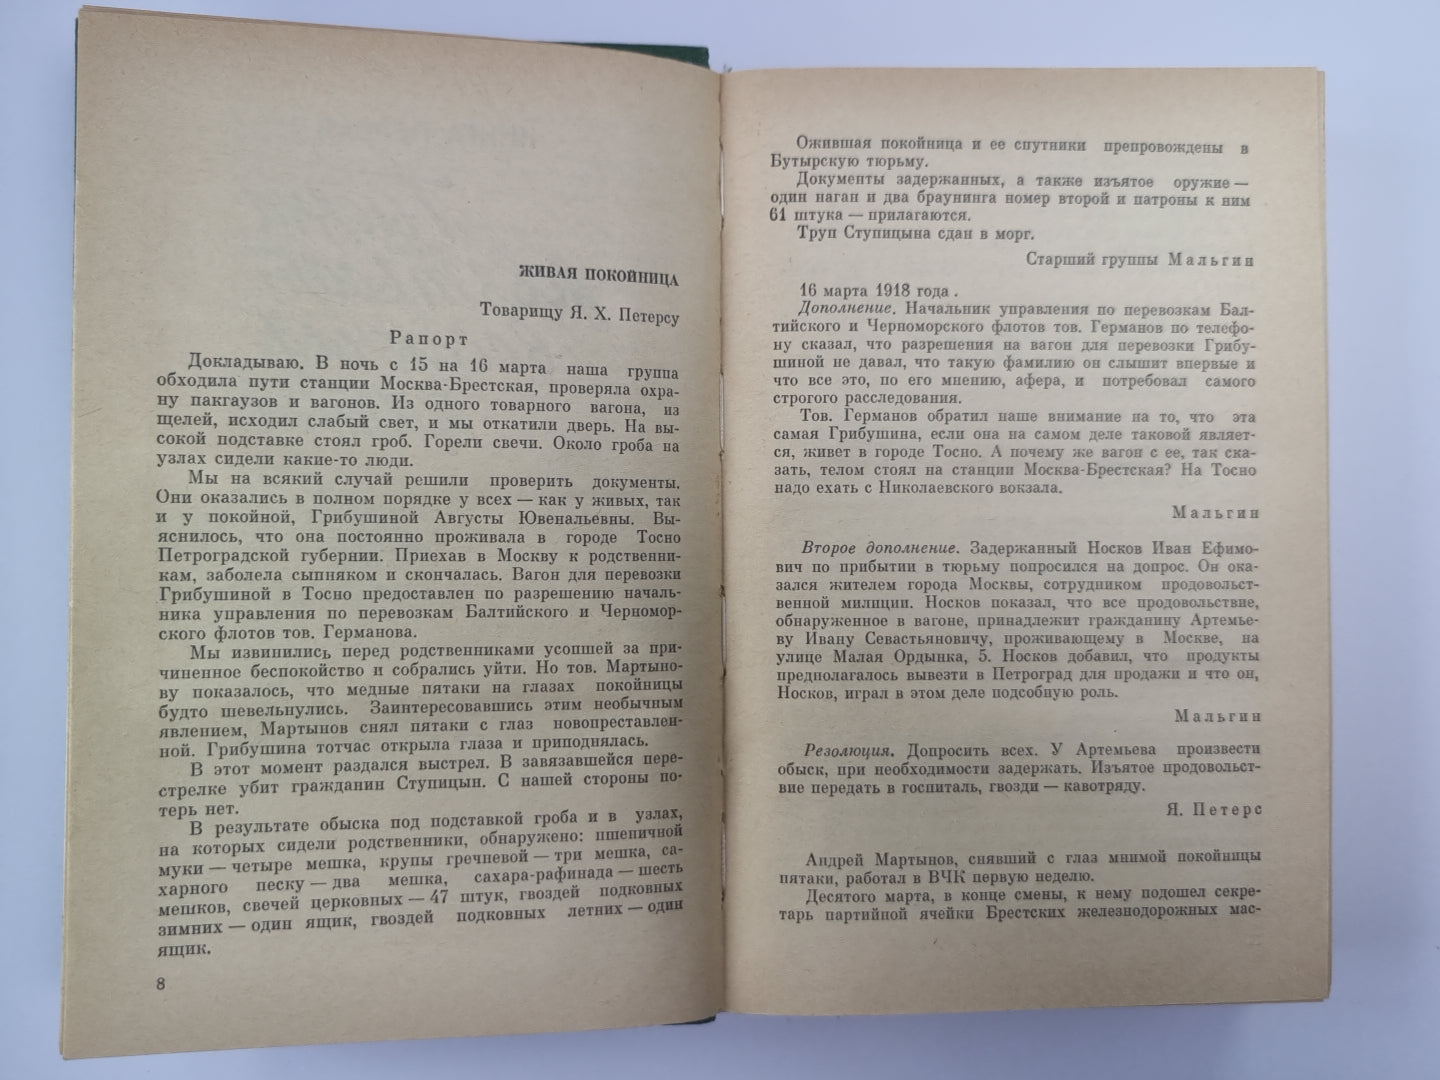 ЖИВАЯ ПОКОЙНИЦА
Товарищу Я. Х. Петерсу
Рапорт
Докладываю. В ночь с 15 на 16 марта наша группа
обходила пути станции Москва-Брестская, проверяла охра-
ну пакгаузов и вагонов. Из одного товарного вагона, из
щелей, исходил слабый свет, и мы откатили дверь. На вы-
сокой подставке стоял гроб. Горели свечи. Около гроба на
узлах сидели какие-то люди.
Мы на всякий случай решили проверить документы.
Они оказались в полном порядке у всех — как у живых, так
и у покойной, Грибушиной Августы Ювенальевны. Вы-
яснилось, что она постоянно проживала в городе Тосно
Петроградской губернии. Приехав в Москву к родственни-
кам, заболела сыпняком и скончалась. Вагон для перевозки
Грибушиной в Тосно предоставлен по разрешению началь-
ника управления по перевозкам Балтийского и Черномор-
ского флотов тов. Германова.
Мы извинились перед родственниками усопшей за при-
чиненное беспокойство и собрались уйти. Но тов. Мартыно-
ву показалось, что медные пятаки на глазах покойницы
будто шевельнулись. Заинтересовавшись этим необычным
явлением, Мартынов снял пятаки с глаз новопреставлен-
ной. Грибушина тотчас открыла глаза и приподнялась.
В этот момент раздался выстрел. В завязавшейся пере-
стрелке убит гражданин Ступицын. С нашей стороны по-
терь нет.
В результате обыска под подставкой гроба и в узлах,
на которых сидели родственники, обнаружено: пшеничной
муки — четыре мешка, крупы гречневой — три мешка, са-
харного песку — два мешка, сахара-рафинада — шесть
мешков, свечей церковных — 47 штук, гвоздей подковных
зимних — один ящик, гвоздей подковных летних — один
ящик.
8
Ожившая покойница и ее спутники препровождены в
Бутырскую тюрьму.
Документы задержанных, а также изъятое оружие —
один наган и два браунинга номер второй и патроны к ним
61 штука — прилагаются.
Труп Ступицына сдан в морг.
Старший группы Мальгин
16 марта 1918 года .
Дополнение. Начальник управления по перевозкам Бал-
тийского и Черноморского флотов тов. Германов по телефо-
ну сказал, что разрешения на вагон для перевозки Грибу-
шиной не давал, что такую фамилию он слышит впервые и
что все это, по его мнению, афера, и потребовал самого
строгого расследования.
Тов. Германов обратил наше внимание на то, что эта
самая Грибушина, если она на самом деле таковой являет-
ся, живет в городе Тосно. А почему же вагон с ее, так ска-
зать, телом стоял на станции Москва-Брестская? На Тосно
надо ехать с Николаевского вокзала.
Мальгин
Второе дополнение. Задержанный Носков Иван Ефимо-
вич по прибытии в тюрьму попросился на допрос. Он ока-
зался жителем города Москвы, сотрудником продовольст-
венной милиции. Носков показал, что все продовольствие,
обнаруженное в вагоне, принадлежит гражданину Артемье-
ву Ивану Севастьяновичу, проживающему в Москве, на
улице Малая Ордынка, 5. Носков добавил, что продукты
предполагалось вывезти в Петроград для продажи и что он,
Носков, играл в этом деле подсобную роль.
Мальгин
Резолюция. Допросить всех. У Артемьева произвести
обыск, при необходимости задержать. Изъятое продовольст-
вие передать в госпиталь, гвозди — кавотряду.
Я. Петерс
Андрей Мартынов, снявший с глаз мнимой покойницы
пятаки, работал в ВЧК первую неделю.
Десятого марта, в конце смены, к нему подошел секре-
тарь партийной ячейки Брестских железнодорожных мас-